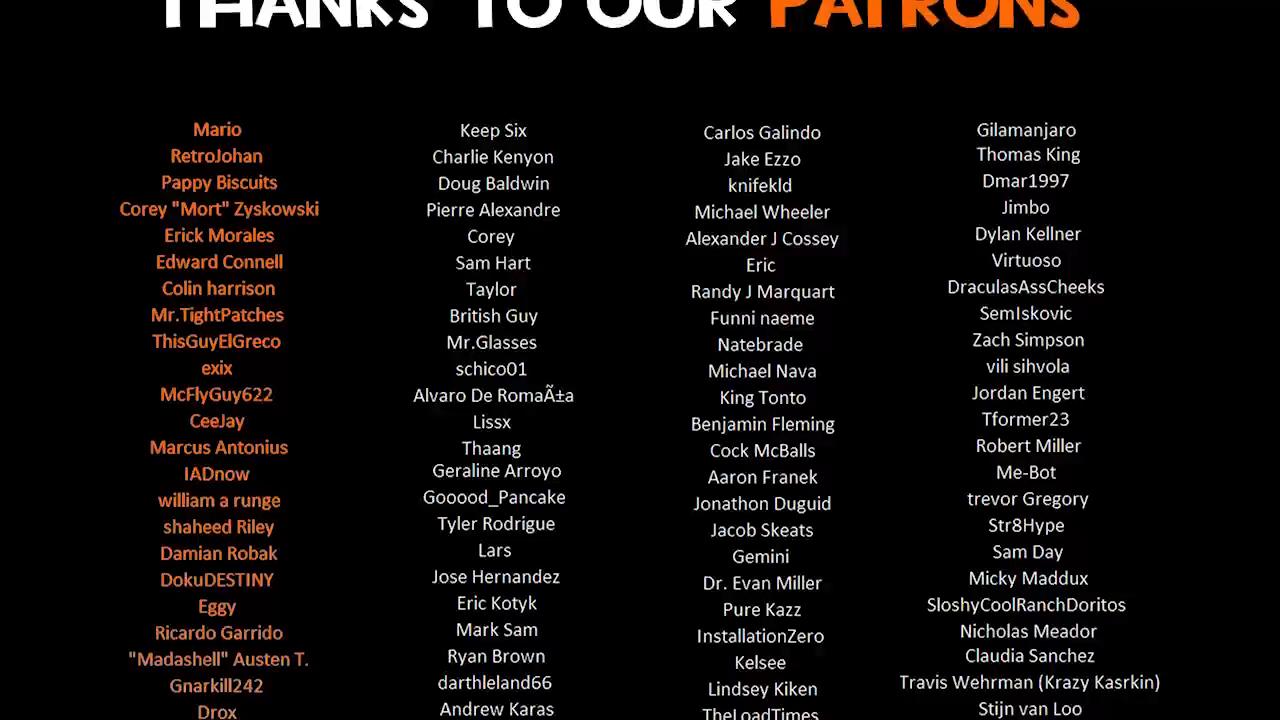 THANKS TO OUR PATRONS
Mario
RetroJohan
Pappy Biscuits
Corey "Mort" Zyskowski
Erick Morales
Edward Connell
Colin harrison
Mr.TightPatches
ThisGuyElGreco
exix
McFlyGuy622
CeeJay
Marcus Antonius
IADnow
william a runge
shaheed Riley
Damian Robak
DokuDESTINY
Eggy
Ricardo Garrido
"Madashell" Austen T.
Gnarkill242
Drox
Keep Six
Charlie Kenyon
Doug Baldwin
Pierre Alexandre
Corey
Sam Hart
Taylor
British Guy
Mr.Glasses
schico01
Alvaro De RomaÃ±a
Lissx
Thaang
Geraline Arroyo
Gooood_Pancake
Tyler Rodrigue
Lars
Jose Hernandez
Eric Kotyk
Mark Sam
Ryan Brown
darthleland66
Andrew Karas
Carlos Galindo
Jake Ezzo
knifekld
Michael Wheeler
Alexander J Cossey
Eric
Randy J Marquart
Funni naeme
Natebrade
Michael Nava
King Tonto
Benjamin Fleming
Cock McBalls
Aaron Franek
Jonathon Duguid
Jacob Skeats
Gemini
Dr. Evan Miller
Pure Kazz
InstallationZero
Kelsee
Lindsey Kiken
TheLoadTimes
Gilamanjaro
Thomas King
Dmar1997
Jimbo
Dylan Kellner
Virtuoso
DraculasAssCheeks
SemIskovic
Zach Simpson
vili sihvola
Jordan Engert
Tformer23
Robert Miller
Me-Bot
trevor Gregory
Str8Hype
Sam Day
Micky Maddux
SloshyCoolRanchDoritos
Nicholas Meador
Claudia Sanchez
Travis Wehrman (Krazy Kasrkin)
Stijn van Loo